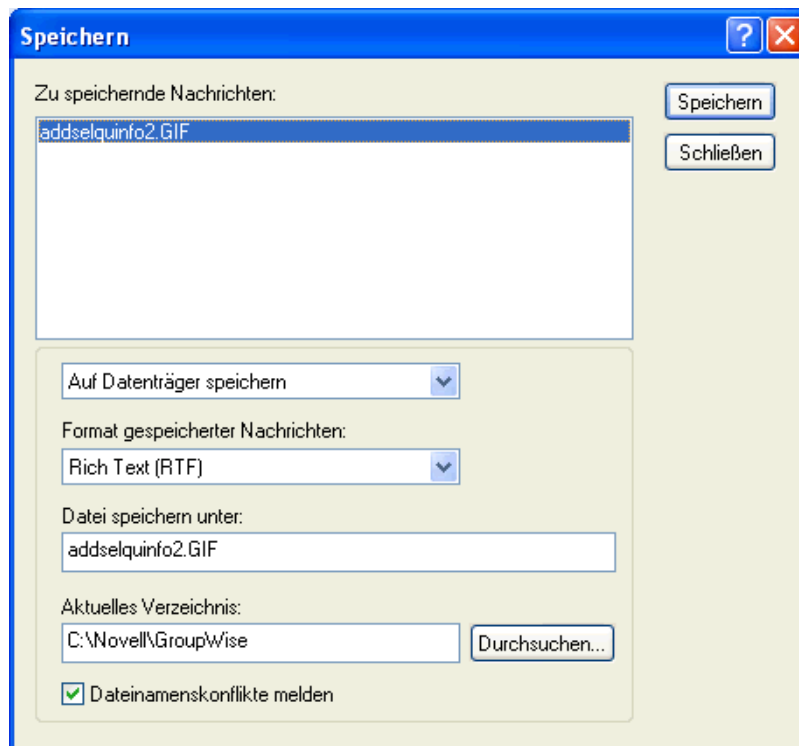 Speichern
Zu speichernde Nachrichten:
addselquinfo2.GIF
Speichern
Schließen
Auf Datenträger speichern
Format gespeicherter Nachrichten:
Rich Text (RTF)
Datei speichern unter:
addselquinfo2.GIF
Aktuelles Verzeichnis:
C:\Novell\GroupWise
Durchsuchen...
Dateinamenskonflikte melden